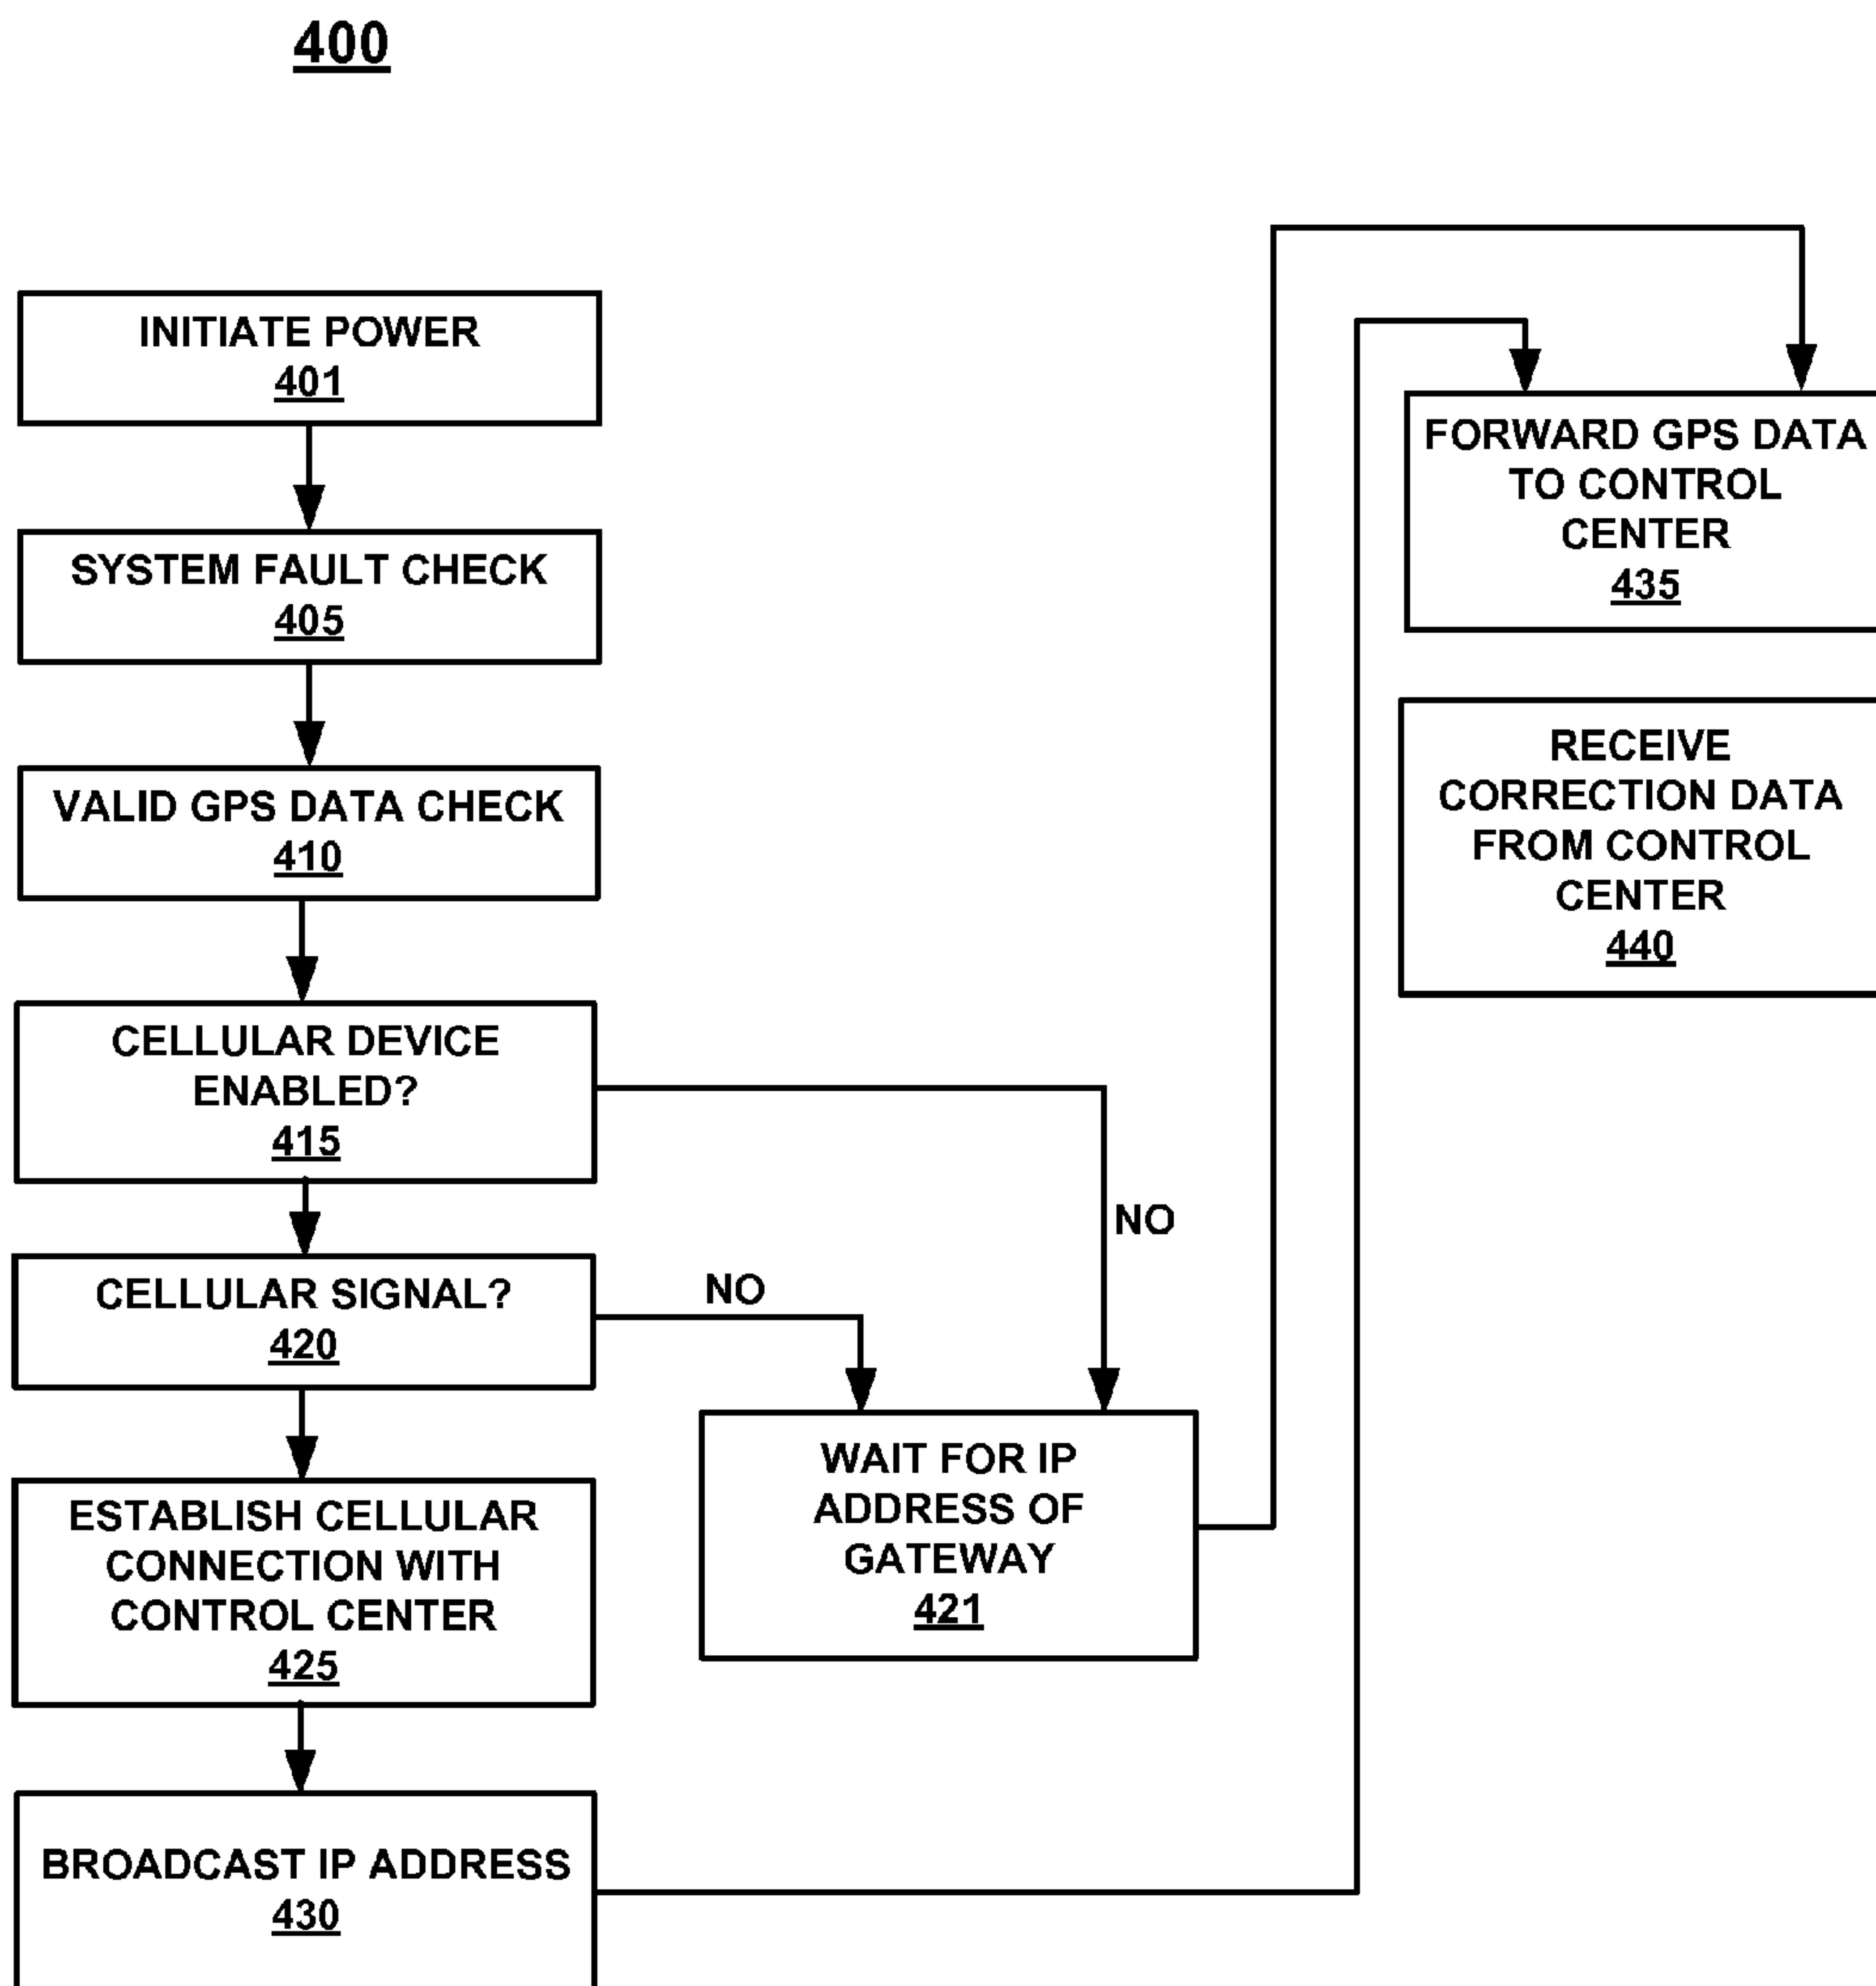 400
INITIATE POWER
401
SYSTEM FAULT CHECK
405
VALID GPS DATA CHECK
410
CELLULAR DEVICE
ENABLED?
415
NO
CELLULAR SIGNAL?
420
NO
WAIT FOR IP
ADDRESS OF
GATEWAY
421
ESTABLISH CELLULAR
CONNECTION WITH
CONTROL CENTER
425
BROADCAST IP ADDRESS
430
FORWARD GPS DATA
TO CONTROL
CENTER
435
RECEIVE
CORRECTION DATA
FROM CONTROL
CENTER
440